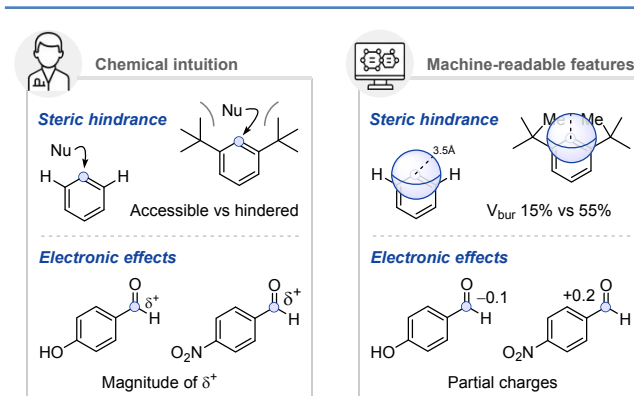 Chemical intuition
Steric hindrance
Nu
Nu
H
H
Accessible vs hindered
Electronic effects
O
δ⁺
H
HO
O
δ⁺
H
O₂N
Magnitude of δ⁺
Machine-readable features
Steric hindrance
Me
Me
3.5Å
H
H
V_bur 15% vs 55%
Electronic effects
O
−0.1
H
HO
O
+0.2
H
O₂N
Partial charges